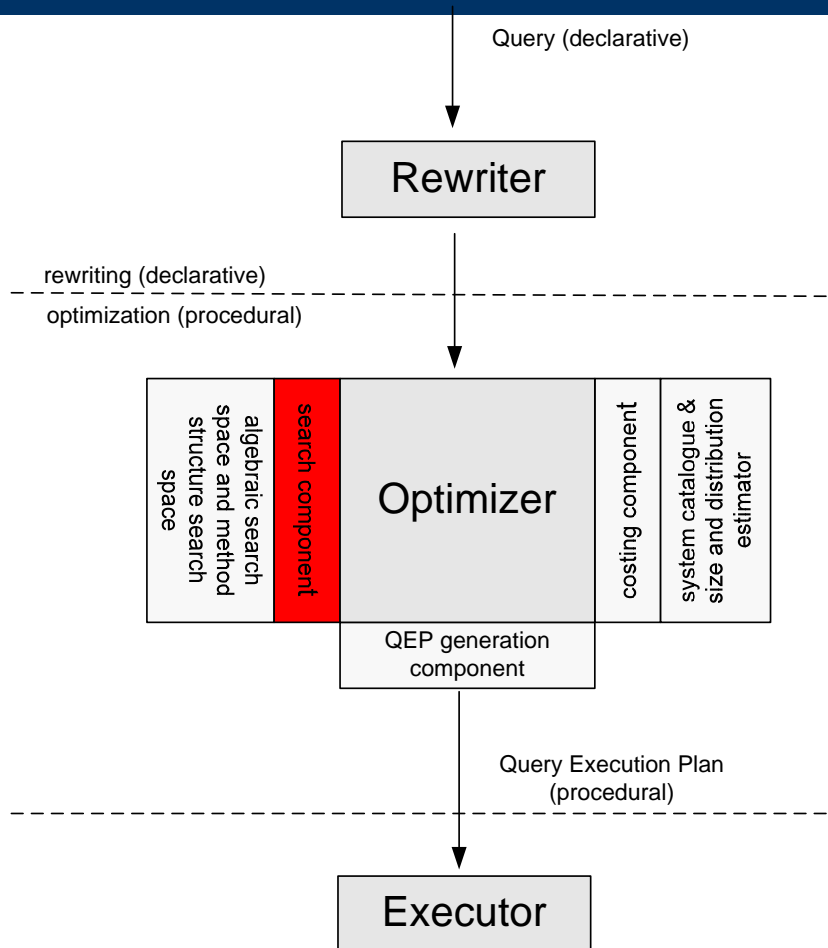 Query (declarative)
Rewriter
rewriting (declarative)
optimization (procedural)
algebraic search
space and method
structure search
space
search component
Optimizer
costing component
system catalogue &
size and distribution
estimator
QEP generation
component
Query Execution Plan
(procedural)
Executor